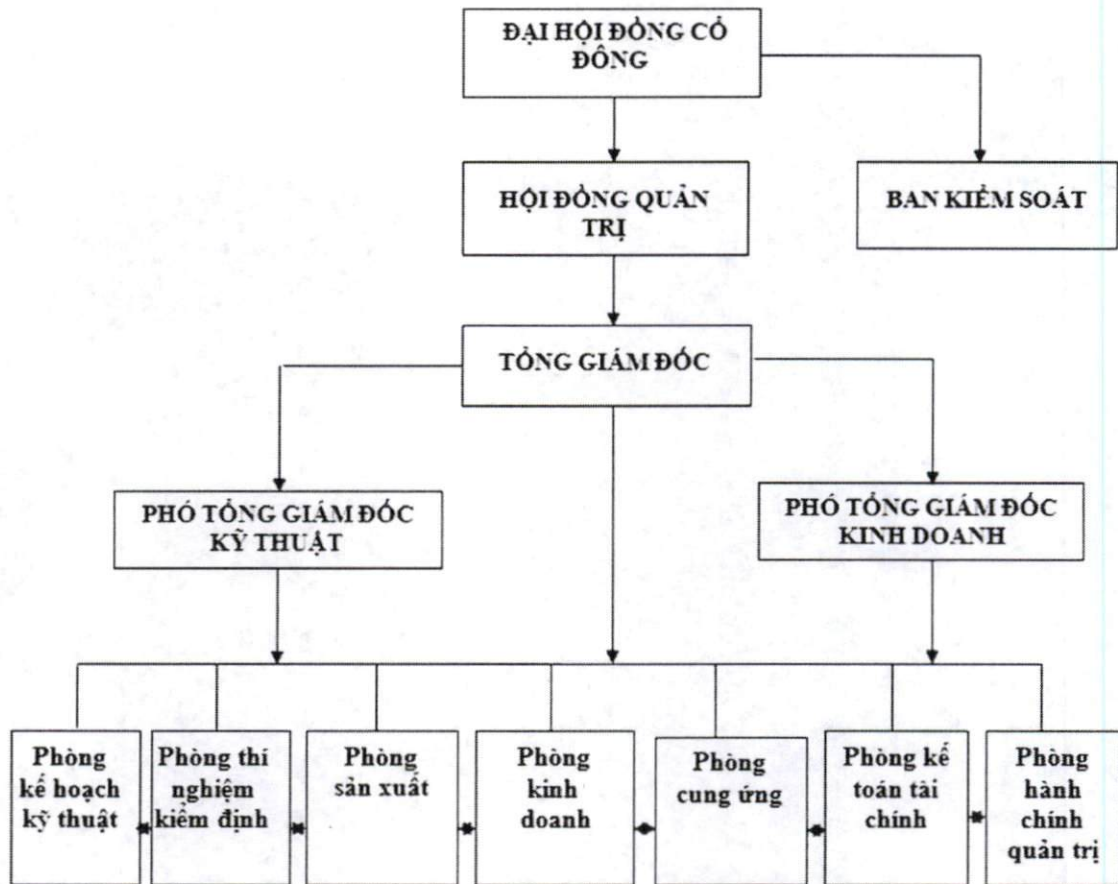 ĐẠI HỘI ĐỒNG CỔ
ĐÔNG
HỘI ĐỒNG QUẢN
TRỊ
BAN KIỂM SOÁT
TỔNG GIÁM ĐỐC
PHÓ TỔNG GIÁM ĐỐC
KỸ THUẬT
PHÓ TỔNG GIÁM ĐỐC
KINH DOANH
Phòng
kế hoạch
kỹ thuật
Phòng thí
nghiệm
kiểm định
Phòng
sản xuất
Phòng
kinh
doanh
Phòng
cung ứng
Phòng kế
toán tài
chính
Phòng
hành
chính
quản trị